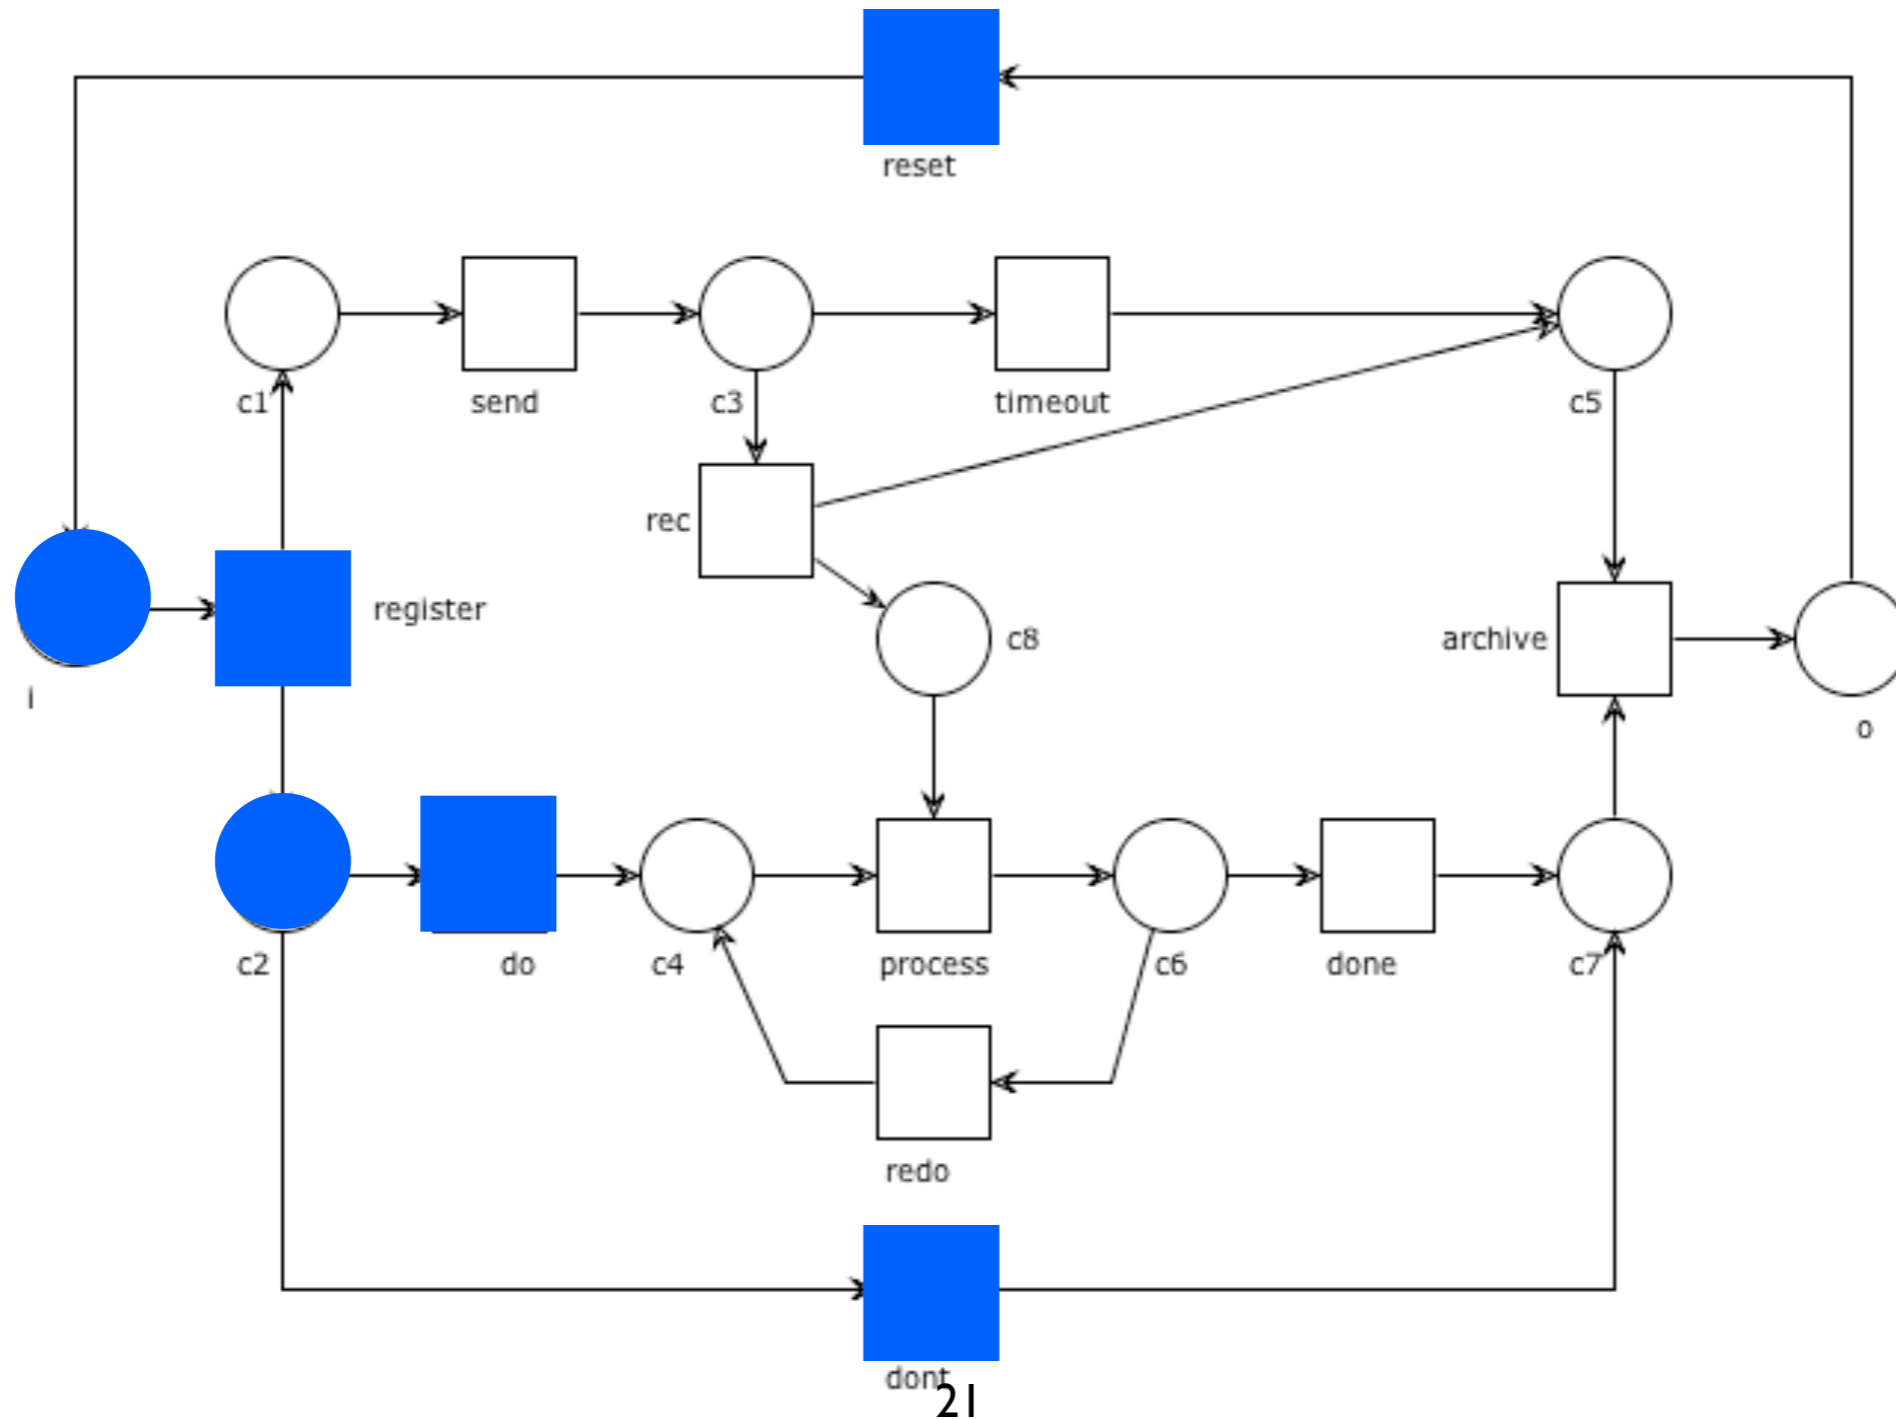 reset
c1
send
c3
timeout
c5
rec
register
c8
archive
i
o
c2
do
c4
process
c6
done
c7
redo
dont
21